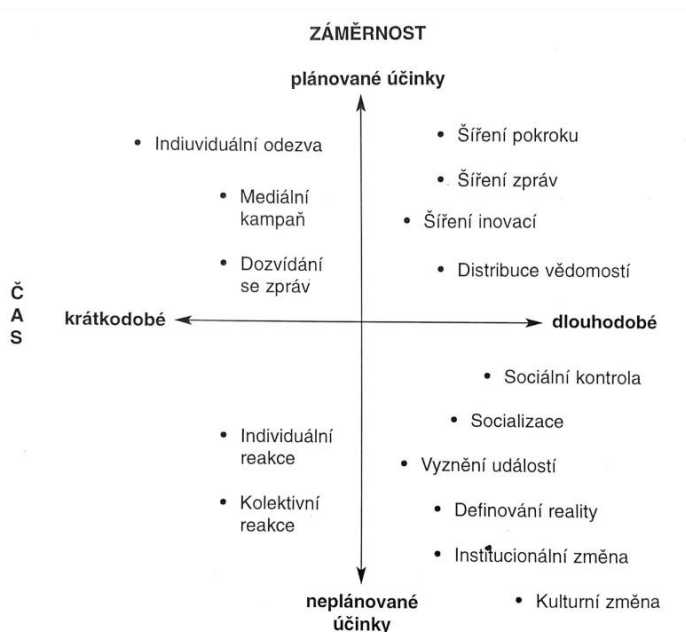 ZÁMĚRNOST
plánované účinky
• Indiuviduální odezva
• Mediální
kampaň
• Dozvídání
se zpráv
• Šíření pokroku
• Šíření zpráv
• Šíření inovací
• Distribuce vědomostí
Č
A
S
krátkodobé
dlouhodobé
• Individuální
reakce
• Kolektivní
reakce
• Sociální kontrola
• Socializace
• Vyznění událostí
• Definování reality
• Institucionální změna
• Kulturní změna
neplánované
účinky